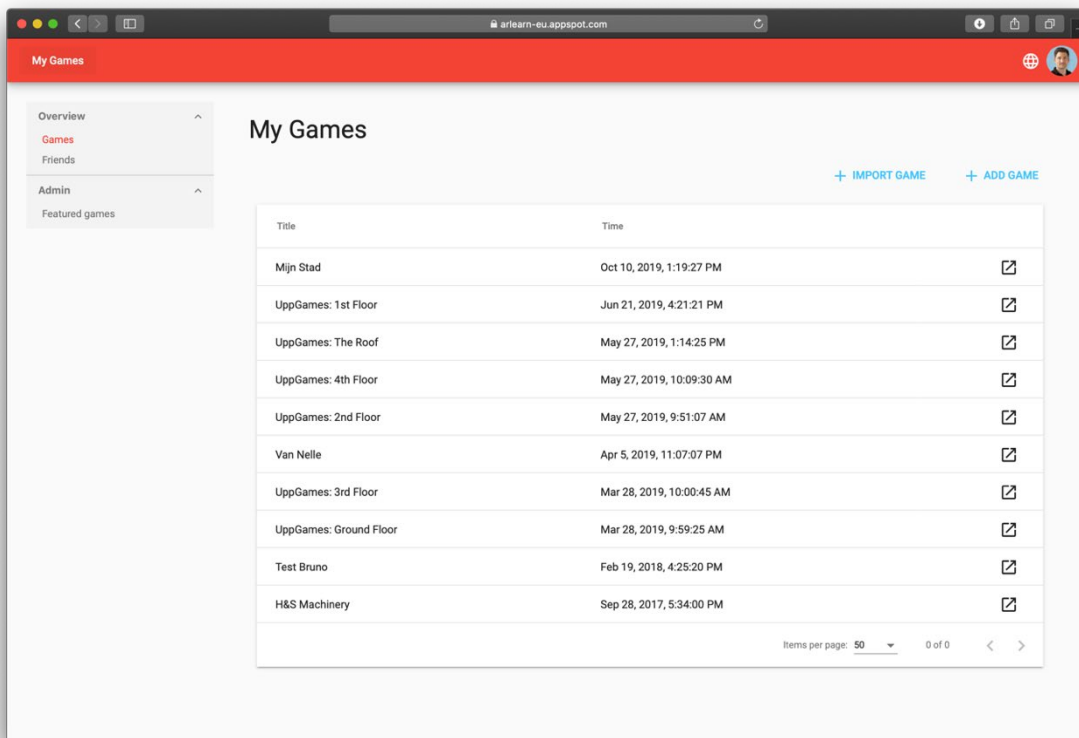 arlearn-eu.appspot.com
My Games
Overview
Games
Friends
Admin
Featured games
My Games
+ IMPORT GAME + ADD GAME
Title Time
Mijn Stad Oct 10, 2019, 1:19:27 PM
UppGames: 1st Floor Jun 21, 2019, 4:21:21 PM
UppGames: The Roof May 27, 2019, 1:14:25 PM
UppGames: 4th Floor May 27, 2019, 10:09:30 AM
UppGames: 2nd Floor May 27, 2019, 9:51:07 AM
Van Nelle Apr 5, 2019, 11:07:07 PM
UppGames: 3rd Floor Mar 28, 2019, 10:00:45 AM
UppGames: Ground Floor Mar 28, 2019, 9:59:25 AM
Test Bruno Feb 19, 2018, 4:25:20 PM
H&S Machinery Sep 28, 2017, 5:34:00 PM
Items per page: 50 0 of 0